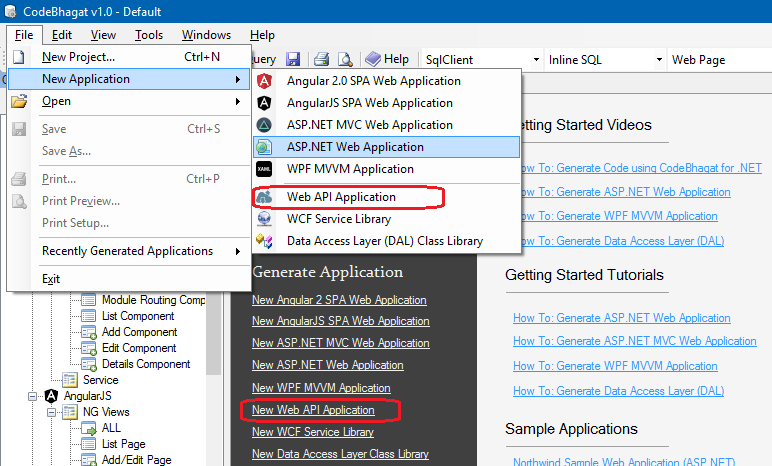 CodeBhagat v1.0 - Default
File Edit View Tools Windows Help
New Project... Ctrl+N
New Application
Open
Save Ctrl+S
Save As...
Print... Ctrl+P
Print Preview...
Print Setup...
Recently Generated Applications
Exit
Help SqlClient Inline SQL Web Page
Angular 2.0 SPA Web Application
AngularJS SPA Web Application
ASP.NET MVC Web Application
ASP.NET Web Application
XAML WPF MVVM Application
Web API Application
WCF Service Library
Data Access Layer (DAL) Class Library
Module Routing Comp
List Component
Add Component
Edit Component
Details Component
Service
AngularJS
NG Views
ALL
List Page
Add/Edit Page
Generate Application
New Angular 2 SPA Web Application
New AngularJS SPA Web Application
New ASP.NET MVC Web Application
New ASP.NET Web Application
New WPF MVVM Application
New Web API Application
New WCF Service Library
New Data Access Layer Class Library
etting Started Videos
How To: Generate Code using CodeBhagat for .NET
How To: Generate ASP.NET Web Application
How To: Generate WPF MVVM Application
How To: Generate Data Access Layer (DAL)
Getting Started Tutorials
How To: Generate ASP.NET Web Application
How To: Generate ASP.NET MVC Web Application
How To: Generate WPF MVVM Application
How To: Generate Data Access Layer (DAL)
Sample Applications
Northwind Sample Web Application (ASP.NET)